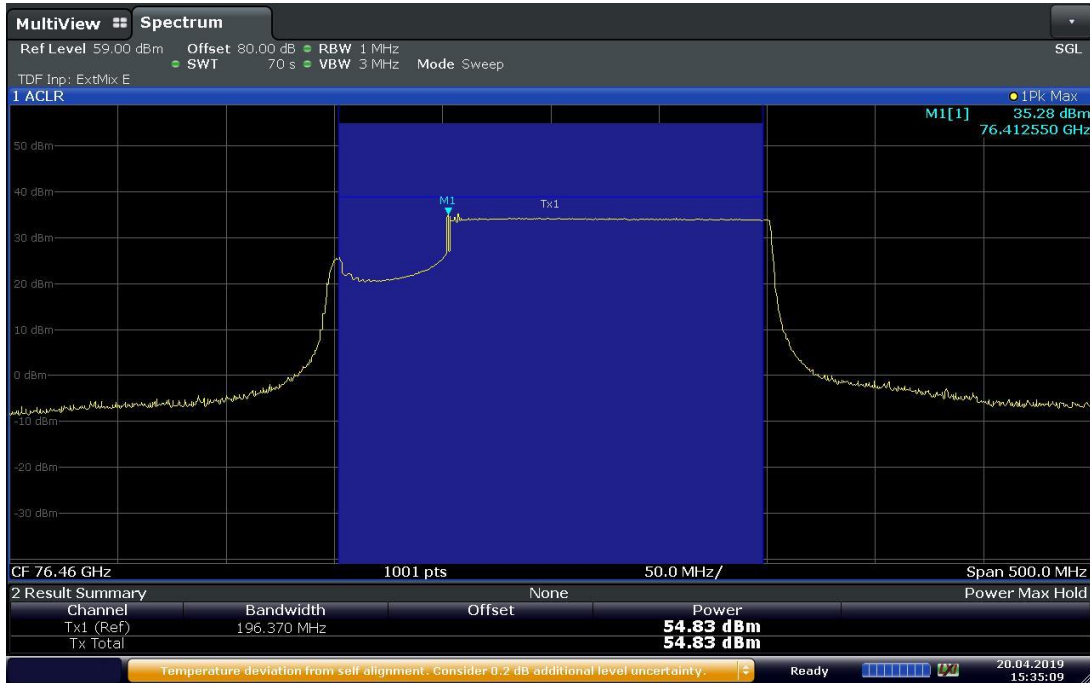 MultiView Spectrum
Ref Level 59.00 dBm Offset 80.00 dB RBW 1 MHz SGL
SWT 70 s VBW 3 MHz Mode Sweep
TDF Inp: ExtMix E
1 ACLR 1Pk Max
M1[1] 35.28 dBm
76.412550 GHz
50 dBm
40 dBm
M1
Tx1
30 dBm
20 dBm
10 dBm
0 dBm
-10 dBm
-20 dBm
-30 dBm
CF 76.46 GHz 1001 pts 50.0 MHz/ Span 500.0 MHz
2 Result Summary None Power Max Hold
Channel Bandwidth Offset Power
Tx1 (Ref) 196.370 MHz 54.83 dBm
Tx Total 54.83 dBm
Temperature deviation from self alignment. Consider 0.2 dB additional level uncertainty. Ready 20.04.2019
15:35:09